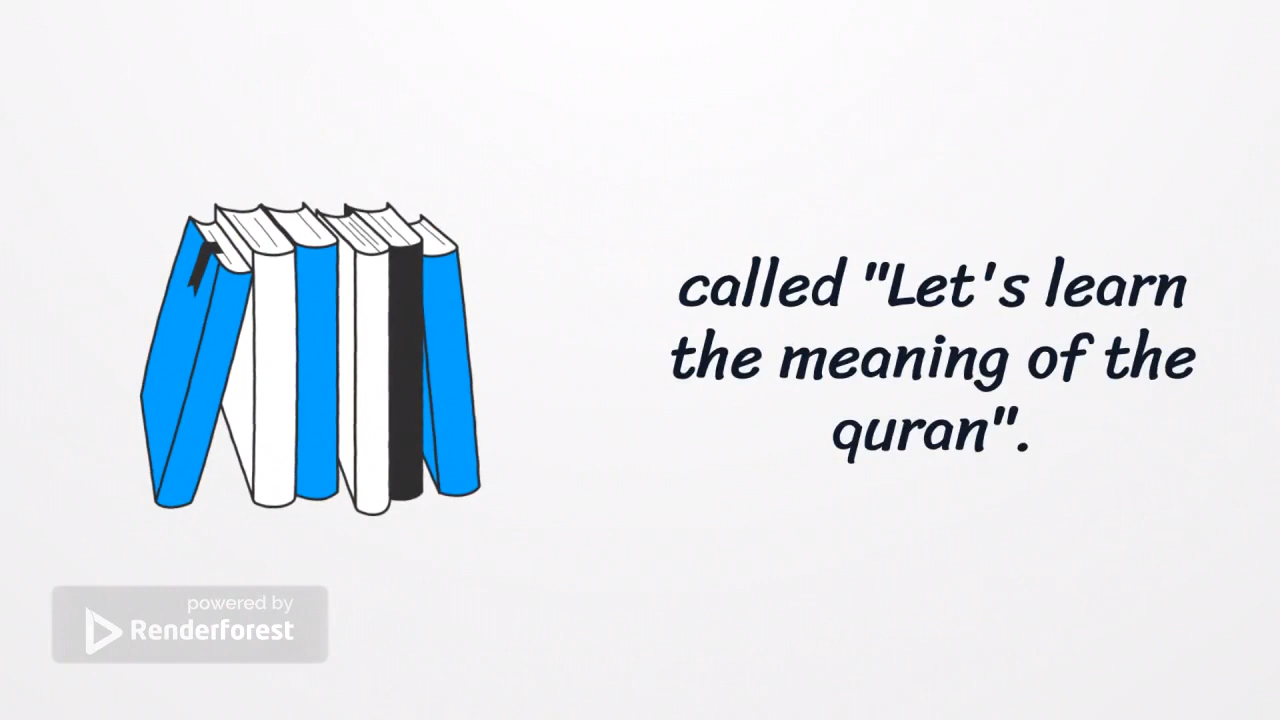 called "Let's learn
the meaning of the
quran".
powered by
Renderforest